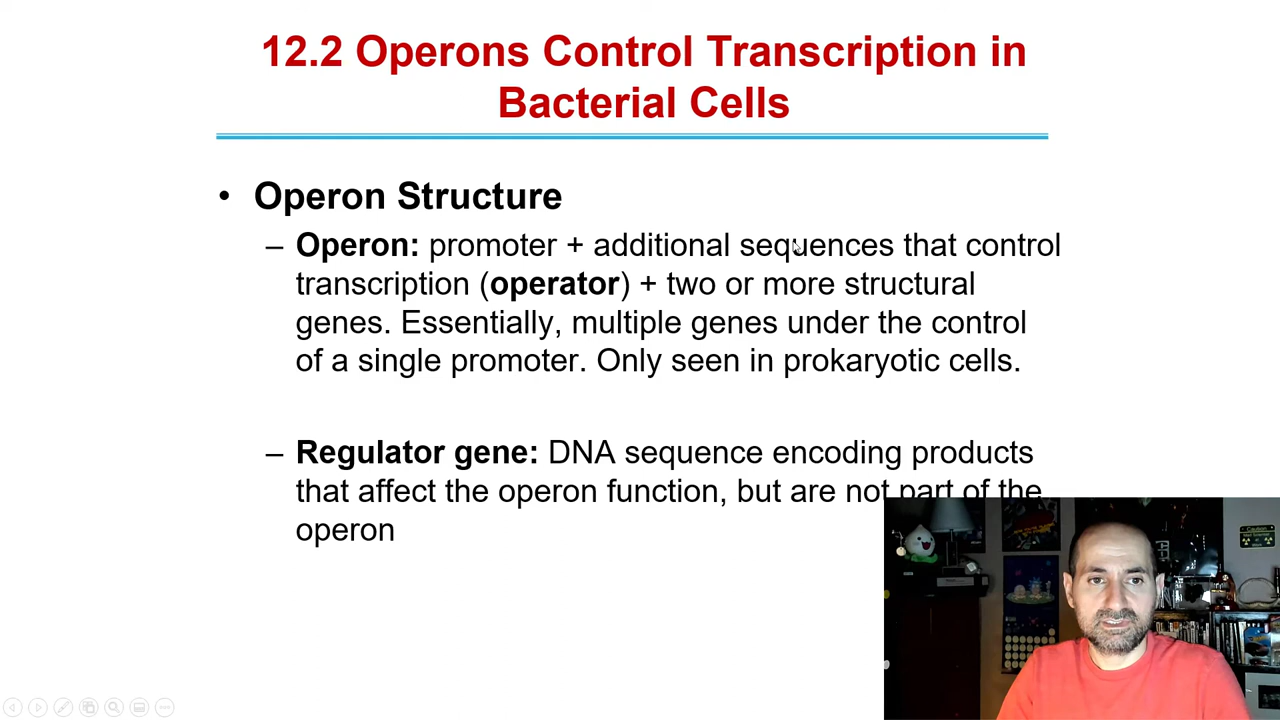 12.2 Operons Control Transcription in
Bacterial Cells
• Operon Structure
– Operon: promoter + additional sequences that control
transcription (operator) + two or more structural
genes. Essentially, multiple genes under the control
of a single promoter. Only seen in prokaryotic cells.
– Regulator gene: DNA sequence encoding products
that affect the operon function, but are not part of the
operon
Caution